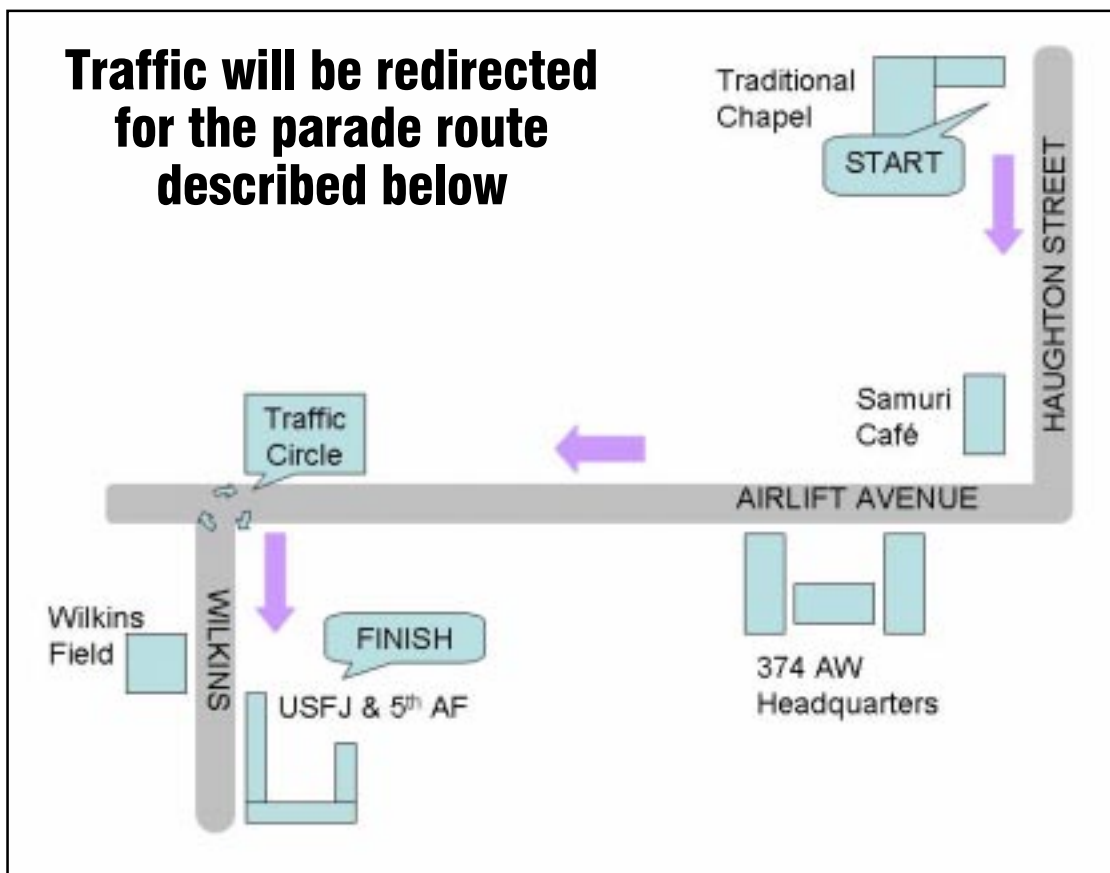 Traffic will be redirected
for the parade route
described below
Traditional
Chapel
START
HAUGHTON STREET
Samuri
Café
Traffic
Circle
AIRLIFT AVENUE
WILKINS
Wilkins
Field
FINISH
USFJ & 5th AF
374 AW
Headquarters